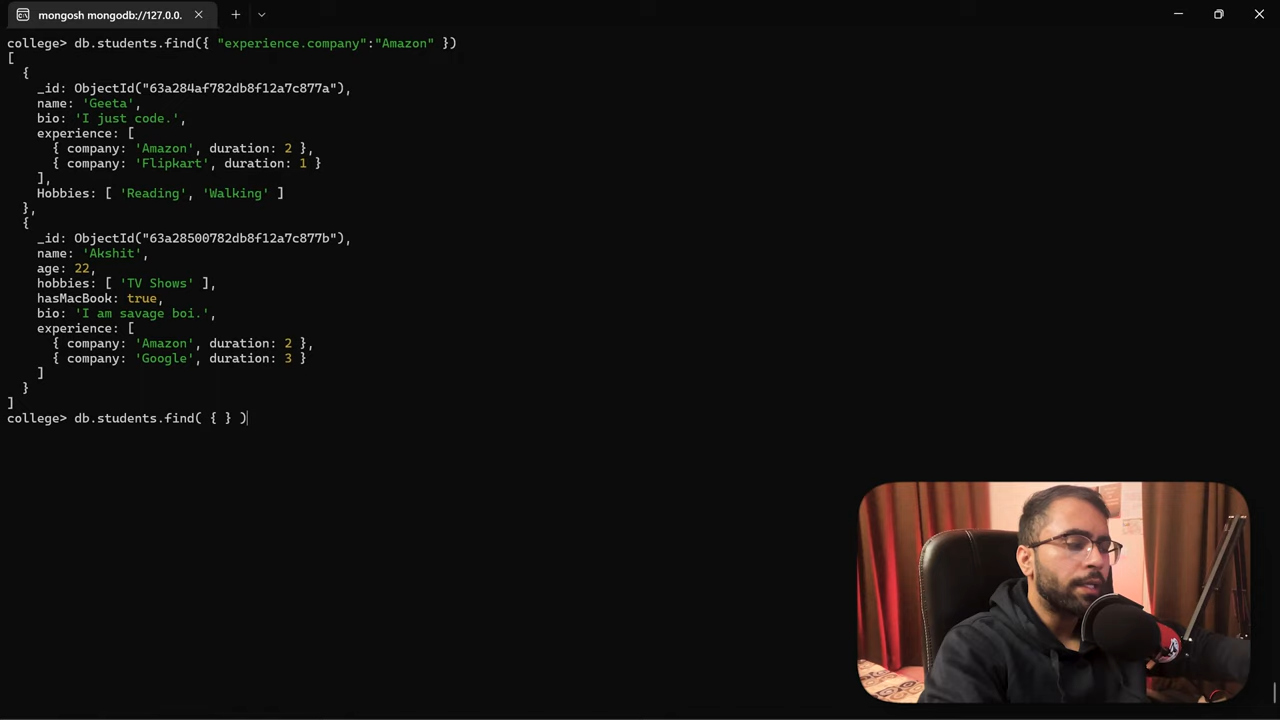 mongosh mongodb://127.0.0.
college> db.students.find({ "experience.company":"Amazon" })
[
  {
    _id: ObjectId("63a284af782db8f12a7c877a"),
    name: 'Geeta',
    bio: 'I just code.',
    experience: [
      { company: 'Amazon', duration: 2 },
      { company: 'Flipkart', duration: 1 }
    ],
    Hobbies: [ 'Reading', 'Walking' ]
  },
  {
    _id: ObjectId("63a28500782db8f12a7c877b"),
    name: 'Akshit',
    age: 22,
    hobbies: [ 'TV Shows' ],
    hasMacBook: true,
    bio: 'I am savage boi.',
    experience: [
      { company: 'Amazon', duration: 2 },
      { company: 'Google', duration: 3 }
    ]
  }
]
college> db.students.find( { } )